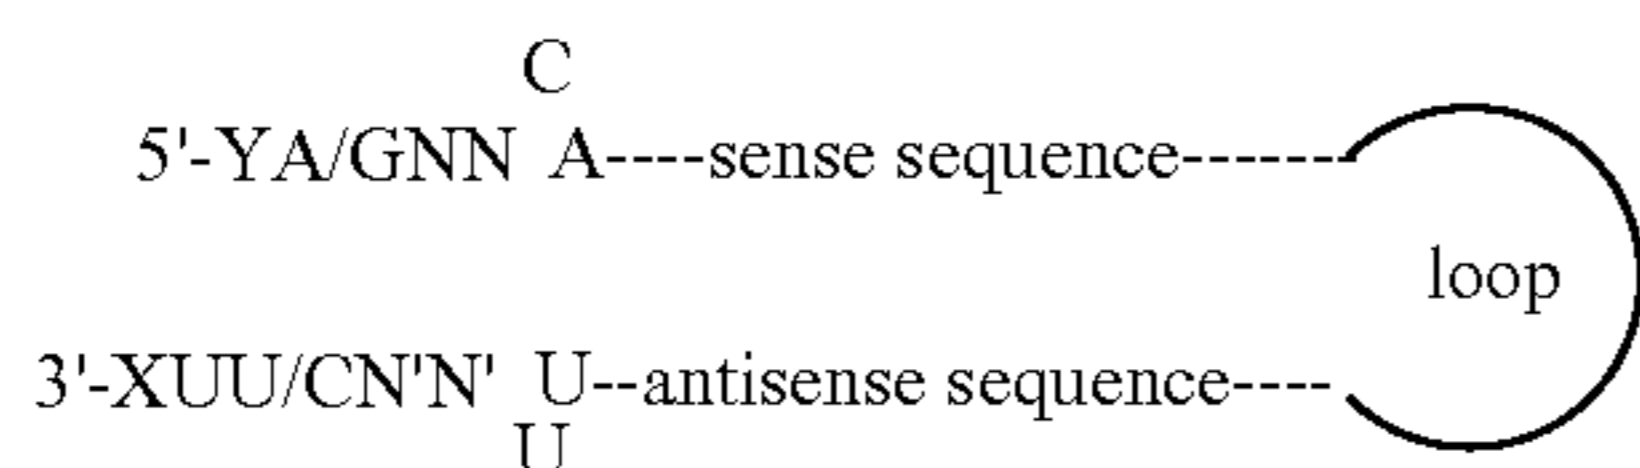 C
5'-YA/GNN A----sense sequence-------
loop
3'-XUU/CN'N' U--antisense sequence----
U